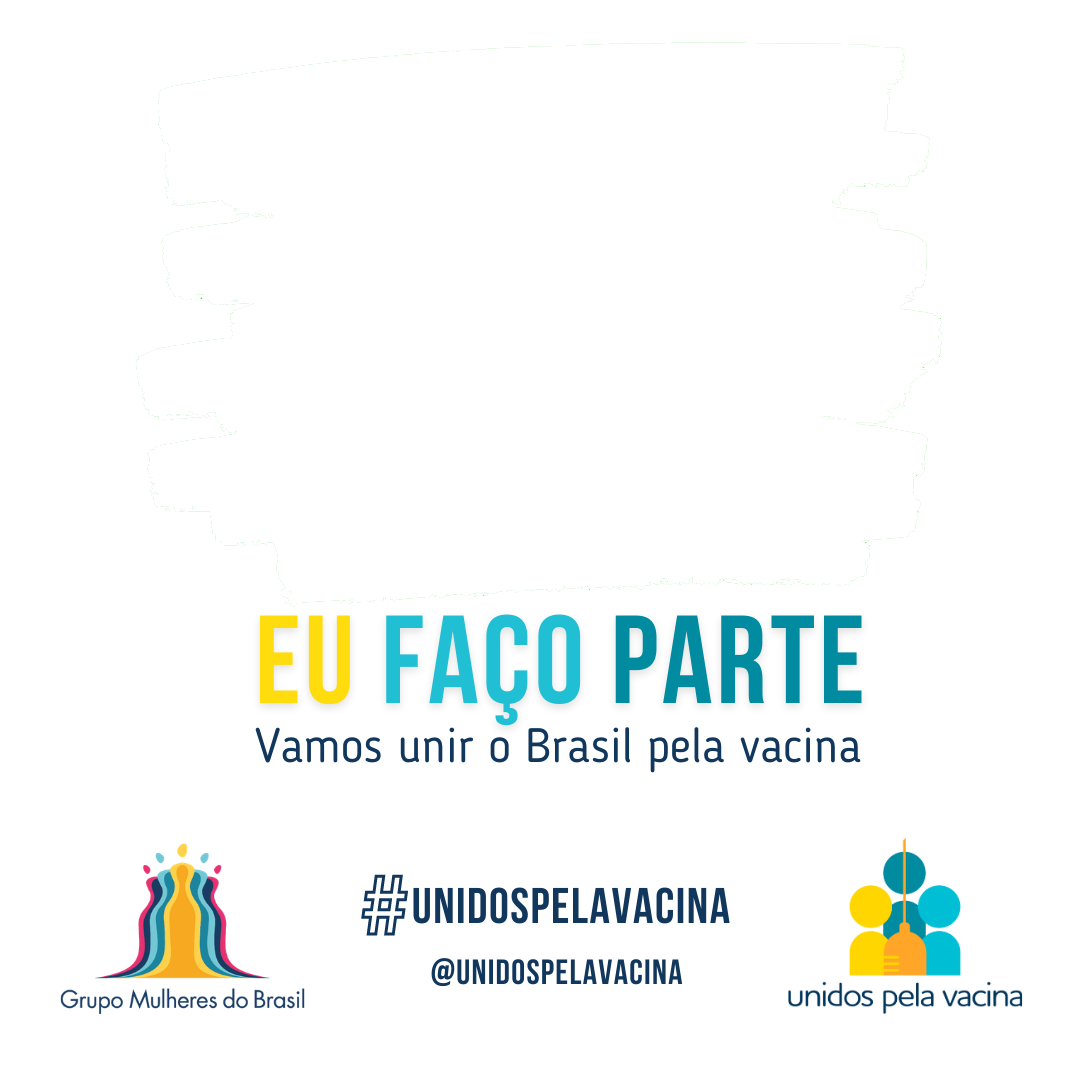 EU FAÇO PARTE
Vamos unir o Brasil pela vacina
#UNIDOSPELAVACINA
@UNIDOSPELAVACINA
Grupo Mulheres do Brasil
unidos pela vacina